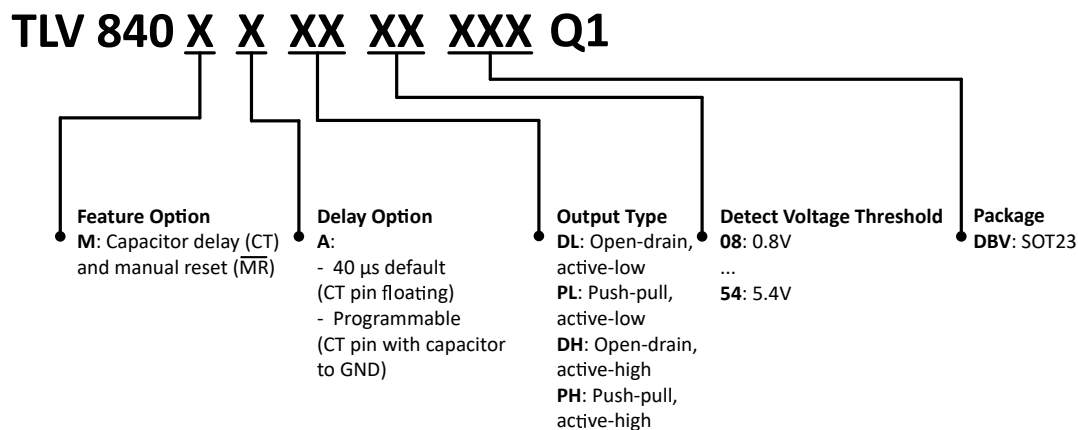 TLV 840 X X XX XX XXX Q1
Feature Option
M: Capacitor delay (CT)
and manual reset (M̅R̅)
Delay Option
A:
- 40 µs default
(CT pin floating)
- Programmable
(CT pin with capacitor
to GND)
Output Type
DL: Open-drain,
active-low
PL: Push-pull,
active-low
DH: Open-drain,
active-high
PH: Push-pull,
active-high
Detect Voltage Threshold
08: 0.8V
...
54: 5.4V
Package
DBV: SOT23